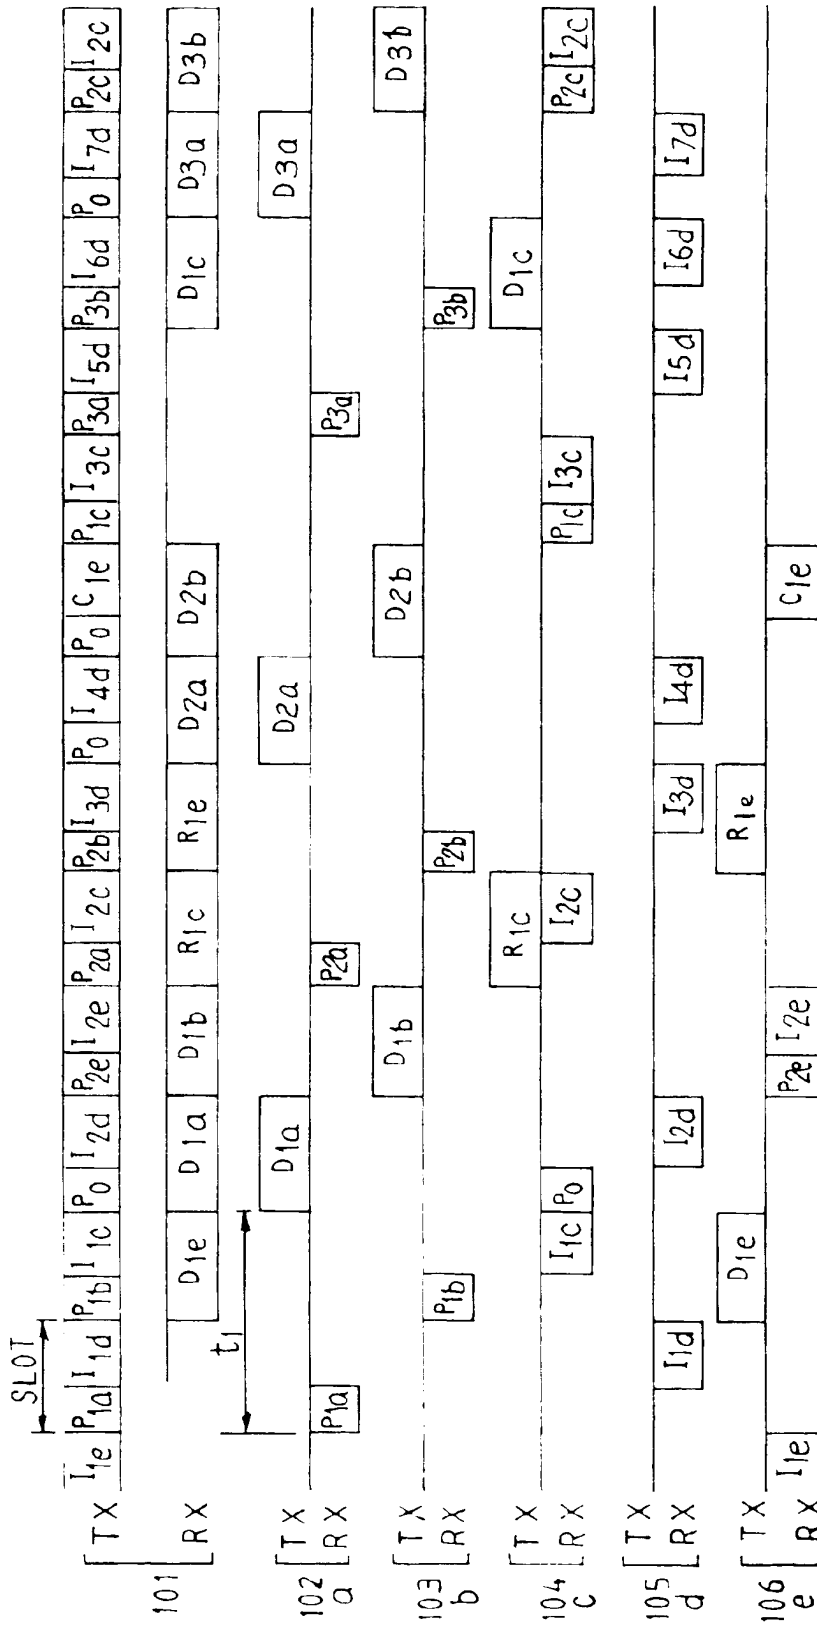 SLOT
101 TX I1e P1a I1d P1b I1c P0 I2d P2e I2e P2a I2c P2b I3d P0 I4d P0 C1e P1c I3c P3a I5d P3b I6d P0 I7d P2c I2c
RX D1e D1a D1b R1c R1e D2a D2b D1c D3a D3b
t1
102 a TX D1a D2a D3a
RX P1a P2a P3a
103 b TX D1b D2b D3b
RX P1b P2b P3b
104 c TX R1c D1c
RX I1c P0 I2c P1c I3c P2c I2c
105 d TX
RX I1d I2d I3d I4d I5d I6d I7d
106 e TX D1e R1e
RX I1e P2e I2e C1e